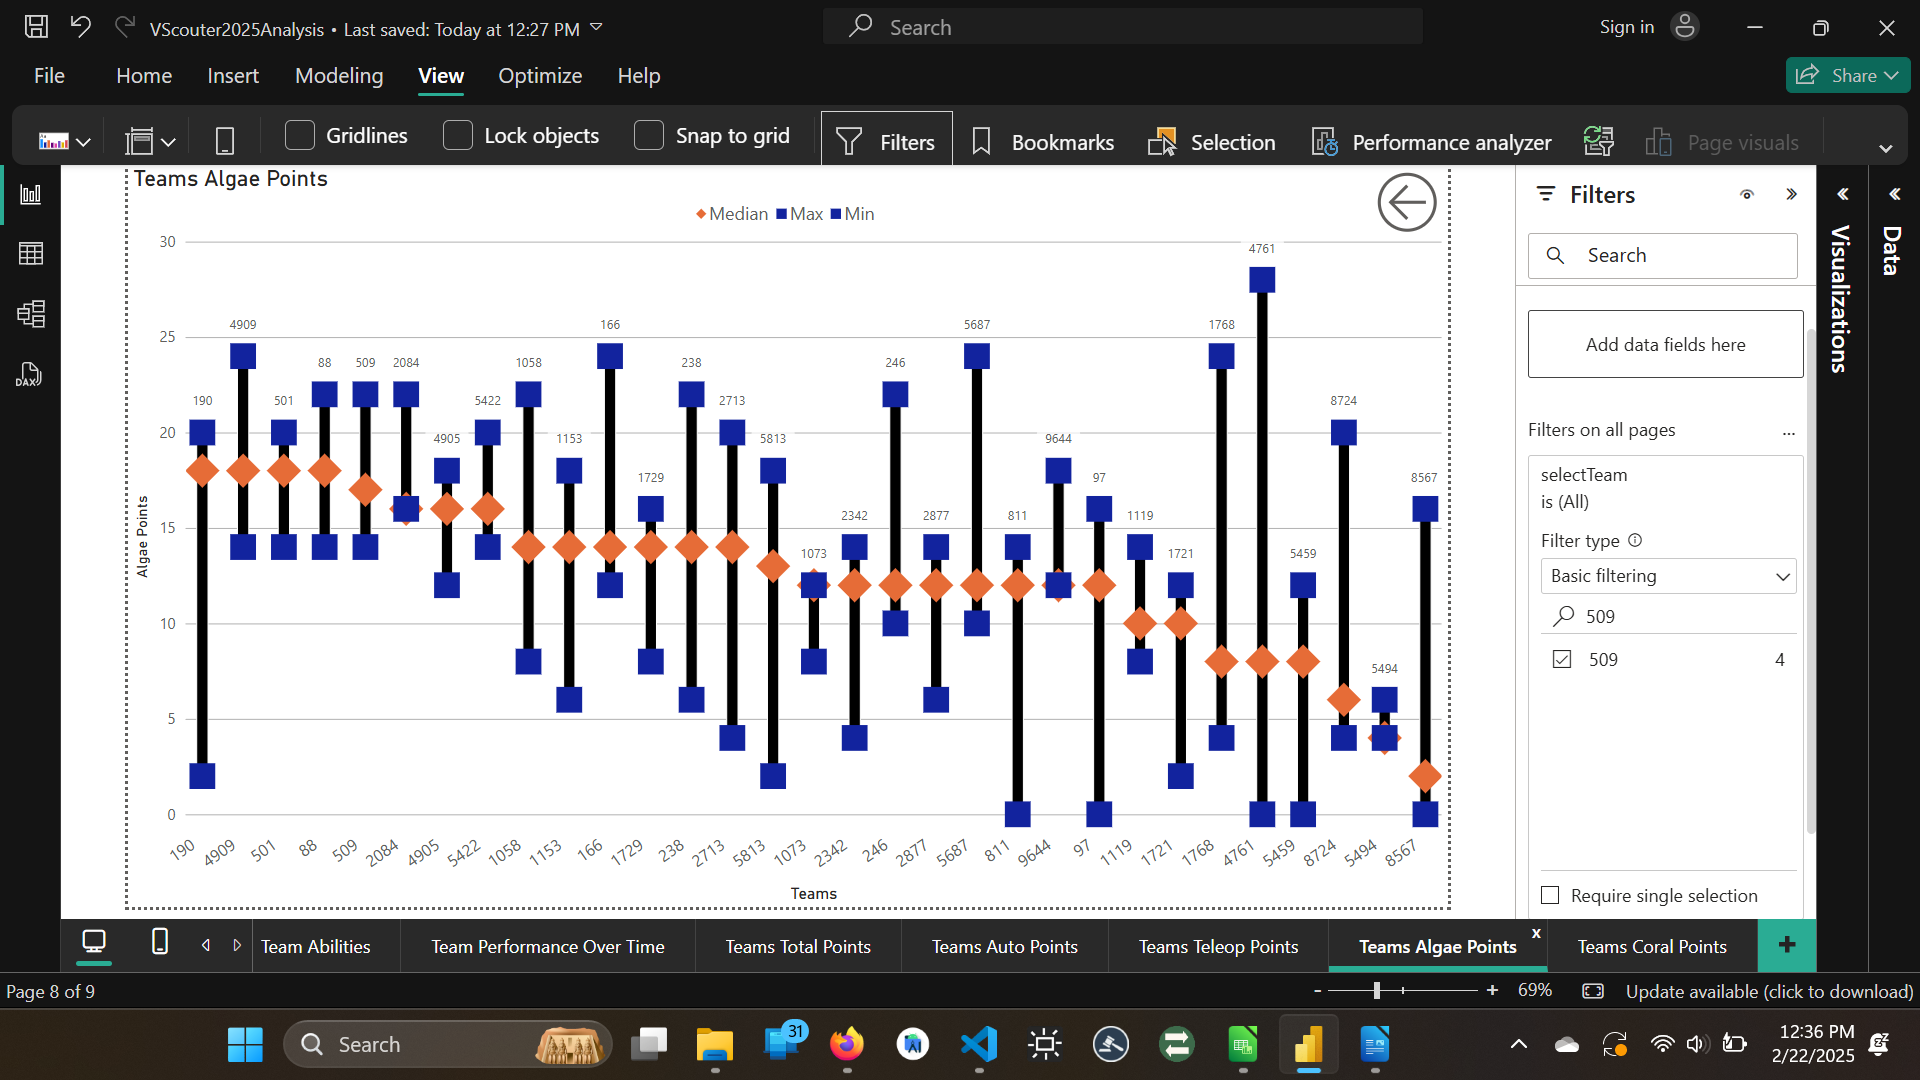 VScouter2025Analysis • Last saved: Today at 12:27 PM
Search
Sign in
File
Home
Insert
Modeling
View
Optimize
Help
Share
Gridlines
Lock objects
Snap to grid
Filters
Bookmarks
Selection
Performance analyzer
Page visuals
DAX
Teams Algae Points
Median
Max
Min
30
25
20
15
10
5
0
Algae Points
190
4909
501
88
509
2084
4905
5422
1058
1153
166
1729
238
2713
5813
1073
2342
246
2877
5687
811
9644
97
1119
1721
1768
4761
5459
8724
5494
8567
190
4909
501
88
509
2084
4905
5422
1058
1153
166
1729
238
2713
5813
1073
2342
246
2877
5687
811
9644
97
1119
1721
1768
4761
5459
8724
5494
8567
Teams
Filters
Search
Add data fields here
Filters on all pages
...
selectTeam
is (All)
Filter type
Basic filtering
509
509
4
Require single selection
Visualizations
Data
Team Abilities
Team Performance Over Time
Teams Total Points
Teams Auto Points
Teams Teleop Points
Teams Algae Points
x
Teams Coral Points
+
Page 8 of 9
-
+
69%
Update available (click to download)
Search
31
12:36 PM
2/22/2025